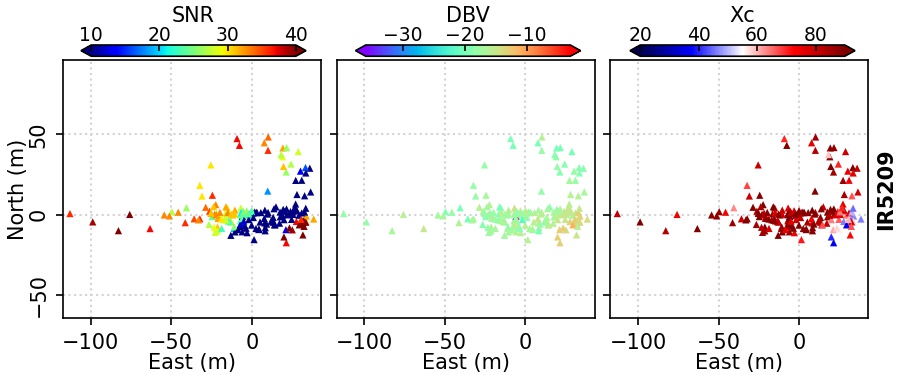 SNR DBV Xc
10 20 30 40 −30 −20 −10 20 40 60 80
50
0
−50
North (m)
−100 −50 0 −100 −50 0 −100 −50 0
East (m) East (m) East (m)
IR5209